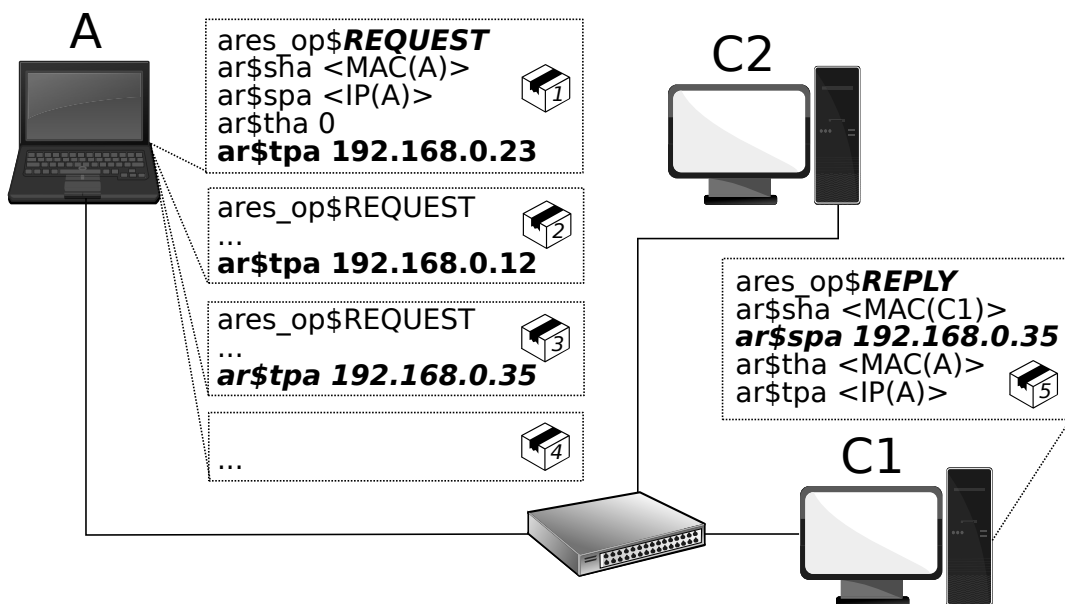 A
ares_op$REQUEST
ar$sha <MAC(A)>
ar$spa <IP(A)>
ar$tha 0
ar$tpa 192.168.0.23
1
ares_op$REQUEST
...
ar$tpa 192.168.0.12
2
ares_op$REQUEST
...
ar$tpa 192.168.0.35
3
...
4
C2
ares_op$REPLY
ar$sha <MAC(C1)>
ar$spa 192.168.0.35
ar$tha <MAC(A)>
ar$tpa <IP(A)>
5
C1